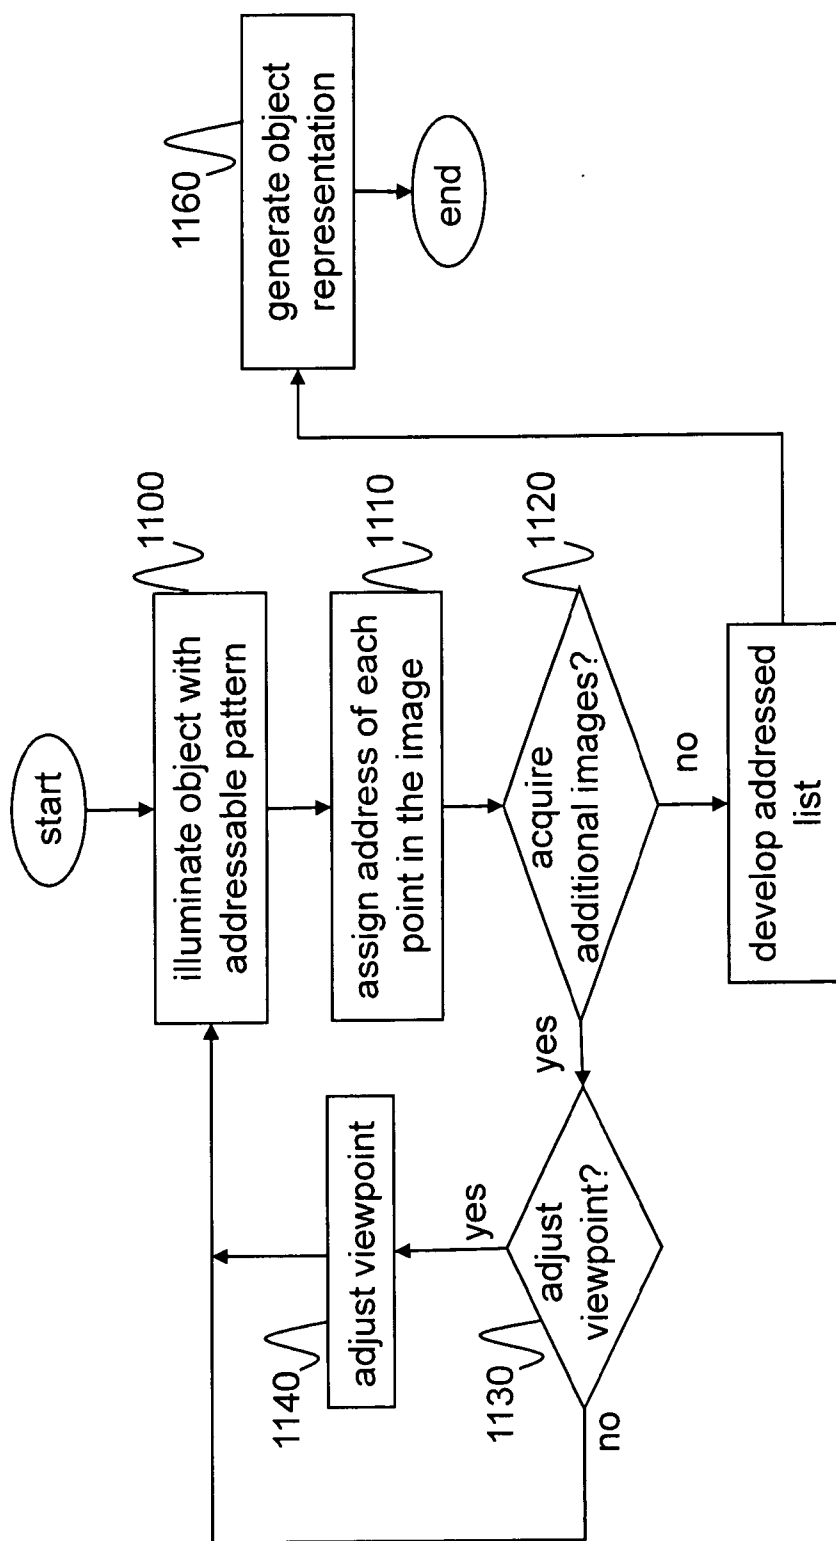 start
illuminate object with
addressable pattern
1100
assign address of each
point in the image
1110
acquire
additional images?
1120
yes
no
adjust
viewpoint?
1130
yes
no
adjust viewpoint
1140
develop addressed
list
generate object
representation
1160
end